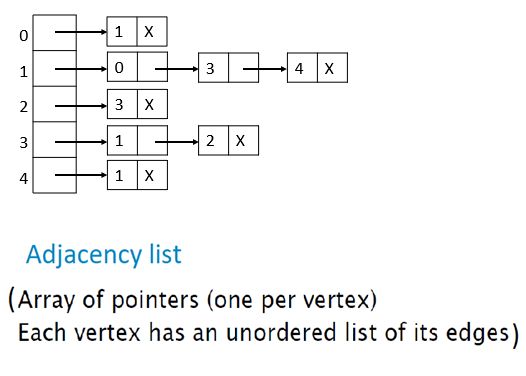 0 1 X
1 0 3 4 X
2 3 X
3 1 2 X
4 1 X
Adjacency list
(Array of pointers (one per vertex)
Each vertex has an unordered list of its edges)